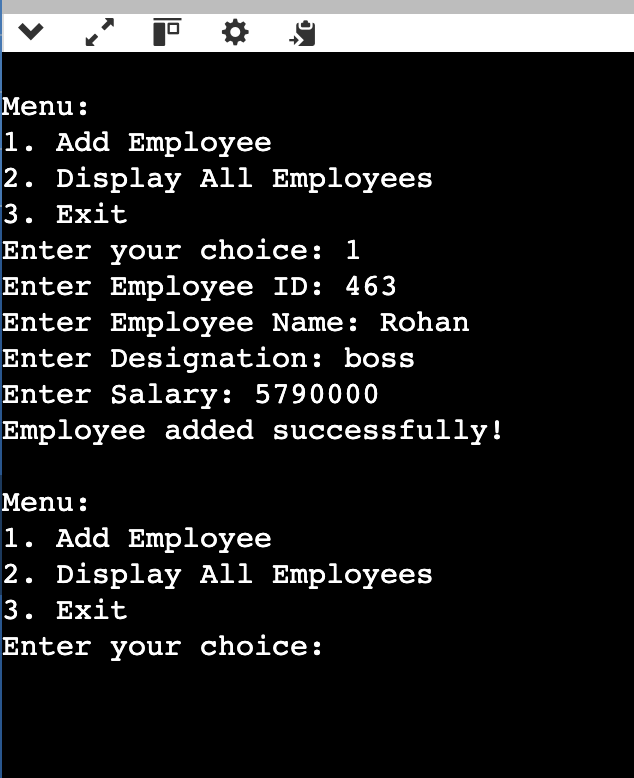 Menu:
1. Add Employee
2. Display All Employees
3. Exit
Enter your choice: 1
Enter Employee ID: 463
Enter Employee Name: Rohan
Enter Designation: boss
Enter Salary: 5790000
Employee added successfully!
Menu:
1. Add Employee
2. Display All Employees
3. Exit
Enter your choice: